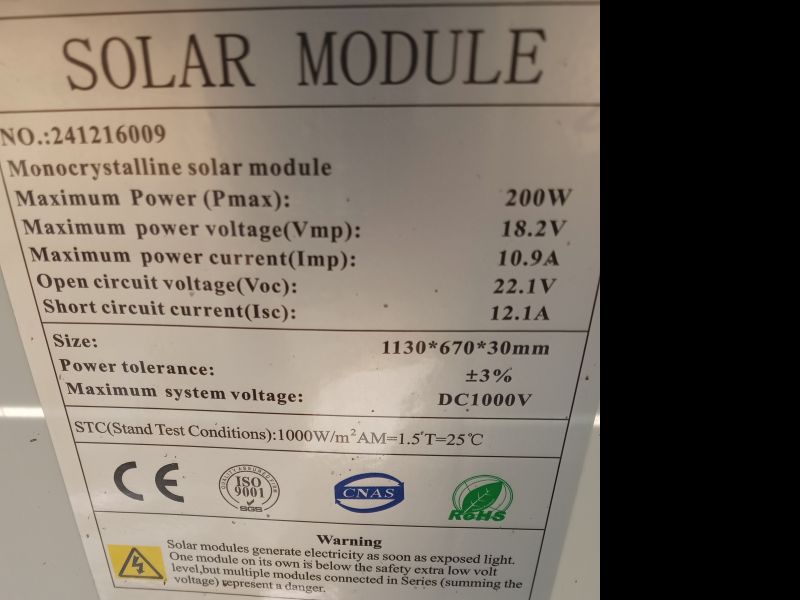 SOLAR MODULE
NO.:241216009
Monocrystalline solar module
Maximum Power (Pmax): 200W
Maximum power voltage(Vmp): 18.2V
Maximum power current(Imp): 10.9A
Open circuit voltage(Voc): 22.1V
Short circuit current(Isc): 12.1A
Size: 1130*670*30mm
Power tolerance: ±3%
Maximum system voltage: DC1000V
STC(Stand Test Conditions):1000W/m²AM=1.5 T=25℃
CE
QUALITY ASSURED FIRM
ISO
9001
SGS
CNAS
RoHS
Warning
Solar modules generate electricity as soon as exposed light.
One module on its own is below the safety extra low volt
level,but multiple modules connected in Series (summing the
voltage) represent a danger.